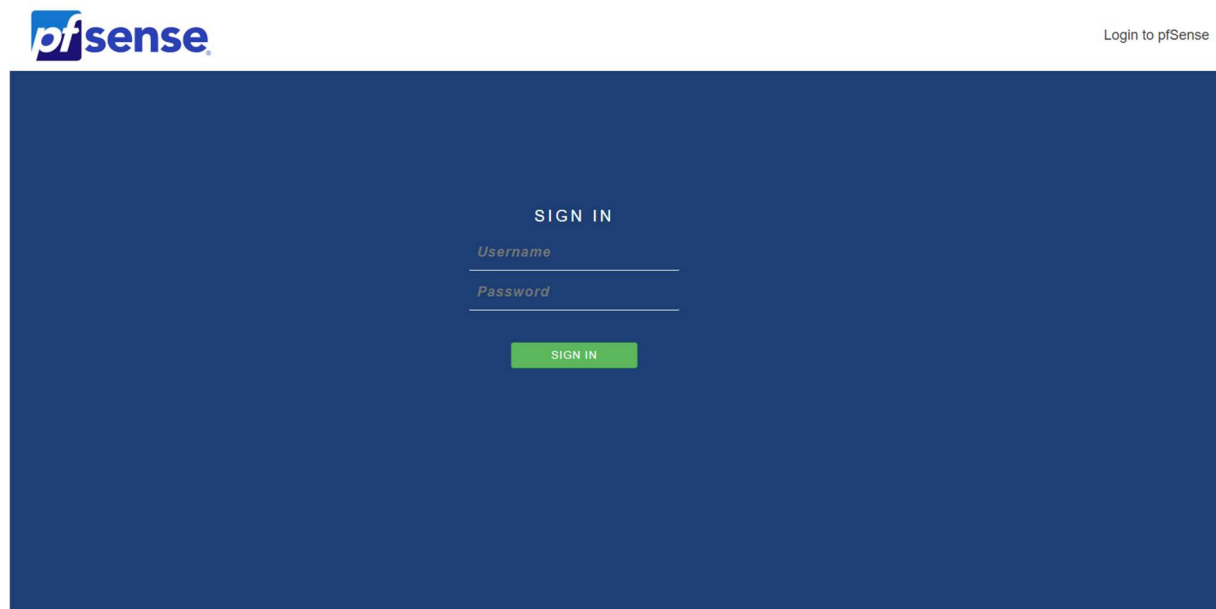 pfsense®
Login to pfSense
SIGN IN
Username
Password
SIGN IN